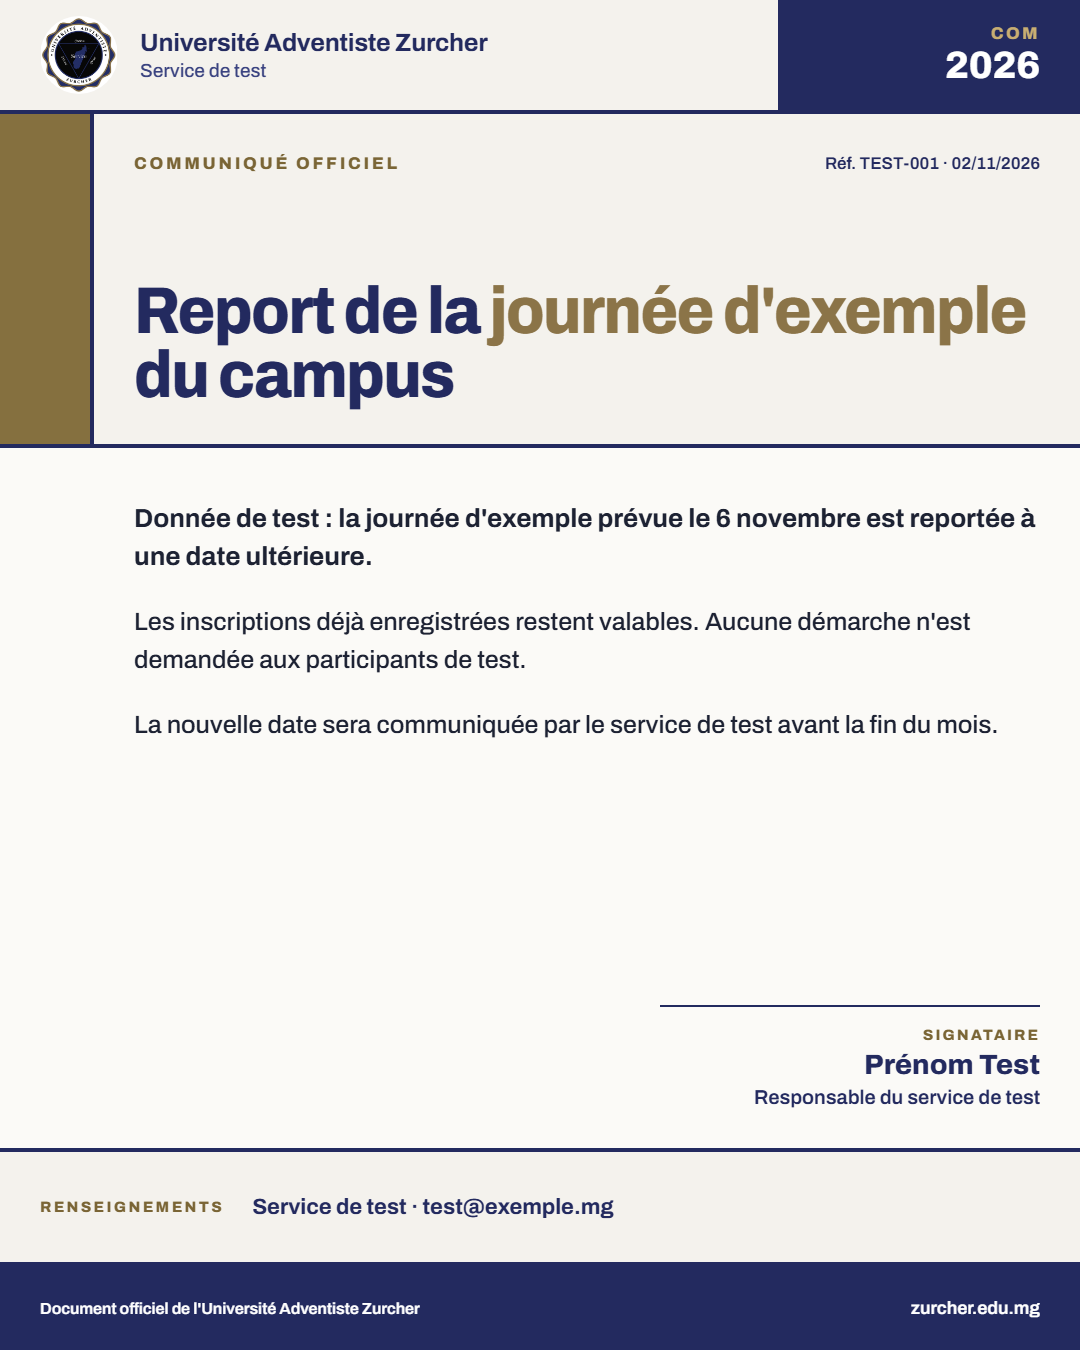 UNIVERSITÉ ADVENTISTE
ZURCHER
Université Adventiste Zurcher
Service de test
COM
2026
COMMUNIQUÉ OFFICIEL
Réf. TEST-001 · 02/11/2026
Report de la journée d'exemple
du campus
Donnée de test : la journée d'exemple prévue le 6 novembre est reportée à
une date ultérieure.
Les inscriptions déjà enregistrées restent valables. Aucune démarche n'est
demandée aux participants de test.
La nouvelle date sera communiquée par le service de test avant la fin du mois.
SIGNATAIRE
Prénom Test
Responsable du service de test
RENSEIGNEMENTS
Service de test · test@exemple.mg
Document officiel de l'Université Adventiste Zurcher
zurcher.edu.mg